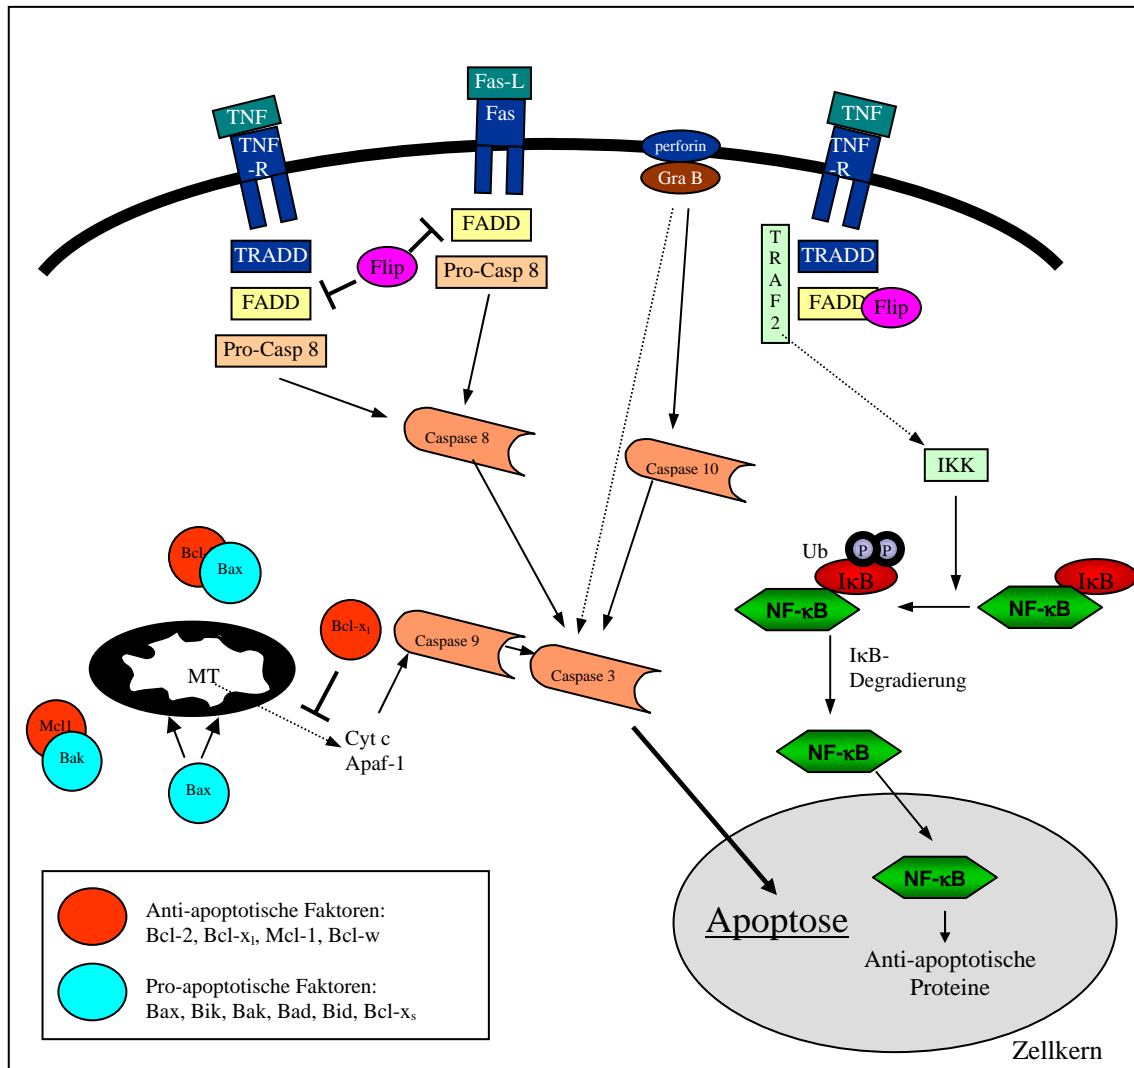 Fas-L
Fas
TNF
TNF
-R
perforin
Gra B
TNF
TNF
-R
FADD
TRADD
Flip
Pro-Casp 8
FADD
Pro-Casp 8
T
R
A
F
2
TRADD
FADD
Flip
Caspase 8
Caspase 10
IKK
Ub
P
P
IκB
NF-κB
IκB
NF-κB
Bcl-
Bax
Bcl-xl
Caspase 9
Caspase 3
MT
IκB-
Degradierung
Mcl1
Bak
Bax
Cyt c
Apaf-1
NF-κB
NF-κB
Apoptose
Anti-apoptotische
Proteine
Zellkern
Anti-apoptotische Faktoren:
Bcl-2, Bcl-xl, Mcl-1, Bcl-w
Pro-apoptotische Faktoren:
Bax, Bik, Bak, Bad, Bid, Bcl-xs